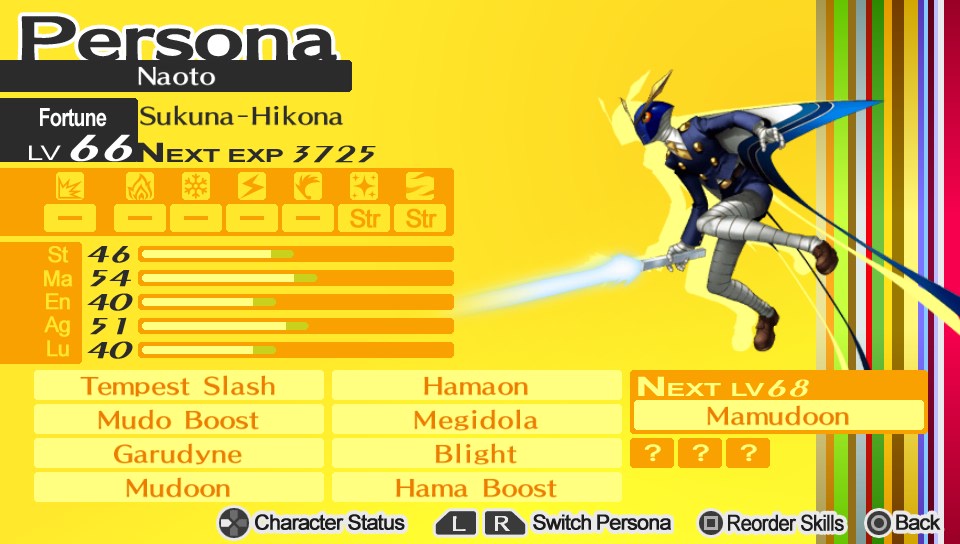 Persona
Naoto
Fortune Sukuna-Hikona
LV 66 NEXT EXP 3725
— — — — — Str Str
St 46
Ma 54
En 40
Ag 51
Lu 40
Tempest Slash Hamaon NEXT LV 68
Mudo Boost Megidola Mamudoon
Garudyne Blight ? ? ?
Mudoon Hama Boost
Character Status L R Switch Persona Reorder Skills Back